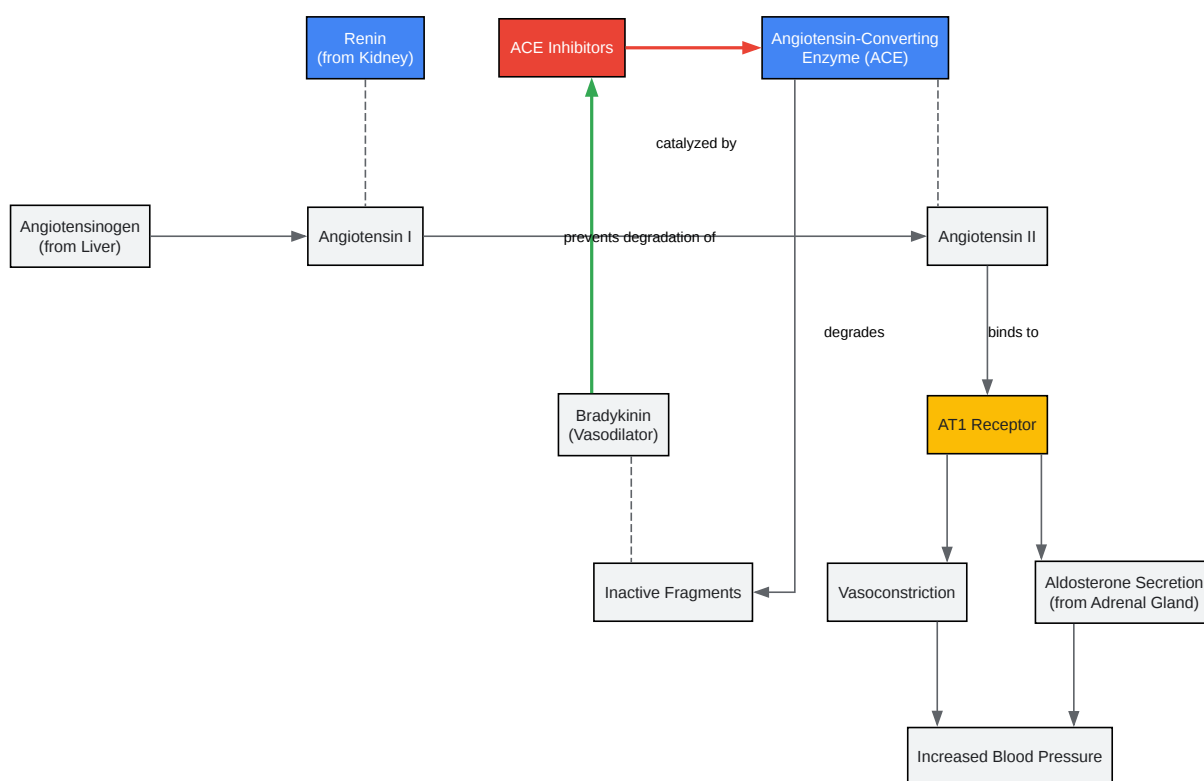 Renin
(from Kidney)
ACE Inhibitors
Angiotensin-Converting
Enzyme (ACE)
catalyzed by
Angiotensinogen
(from Liver)
Angiotensin I
prevents degradation of
Angiotensin II
degrades
binds to
Bradykinin
(Vasodilator)
AT1 Receptor
Inactive Fragments
Vasoconstriction
Aldosterone Secretion
(from Adrenal Gland)
Increased Blood Pressure